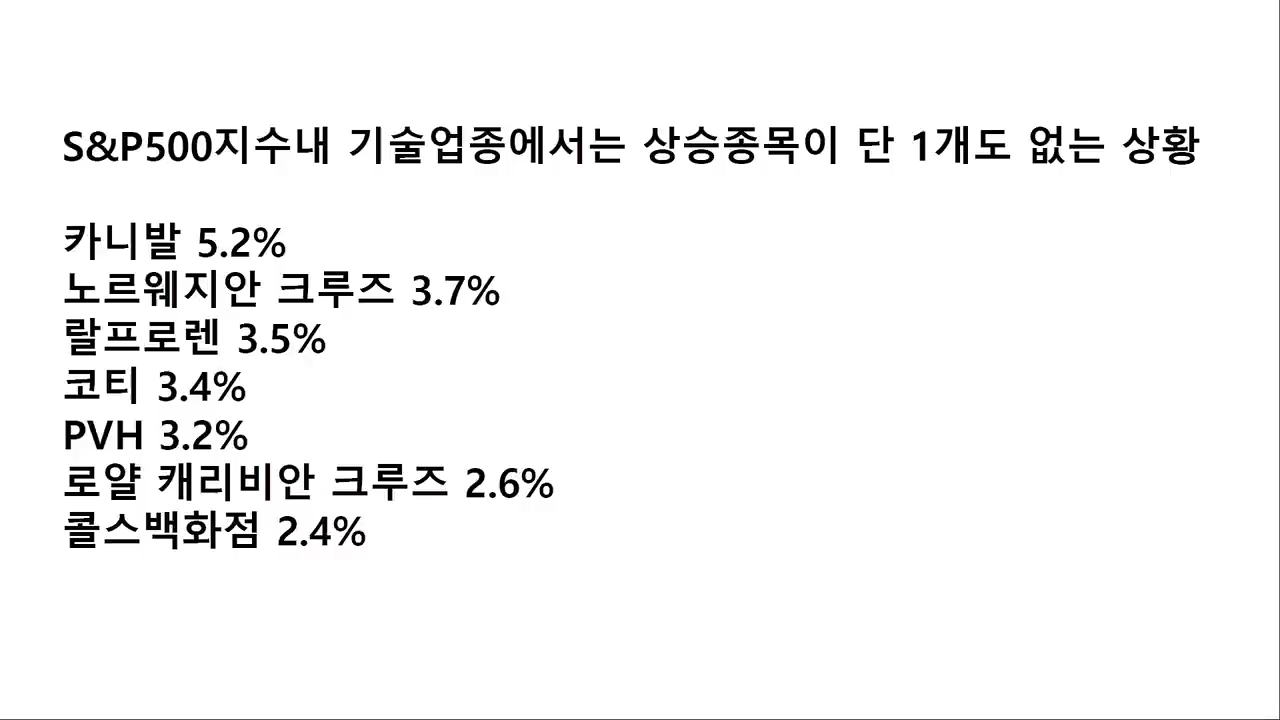 S&P500지수내 기술업종에서는 상승종목이 단 1개도 없는 상황
카니발 5.2%
노르웨지안 크루즈 3.7%
랄프로렌 3.5%
코티 3.4%
PVH 3.2%
로얄 캐리비안 크루즈 2.6%
콜스백화점 2.4%